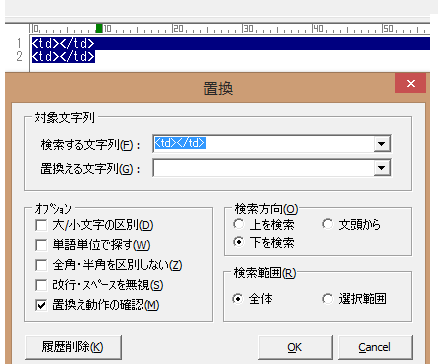 0 10 20 30 40 50
1 <td></td>
2 <td></td>
置換
対象文字列
検索する文字列(F): <td></td>
置換える文字列(G):
オプション
大/小文字の区別(D)
単語単位で探す(W)
全角・半角を区別しない(Z)
改行・スペースを無視(S)
置換え動作の確認(M)
検索方向(O)
上を検索 文頭から
下を検索
検索範囲(R)
全体 選択範囲
履歴削除(K) OK Cancel